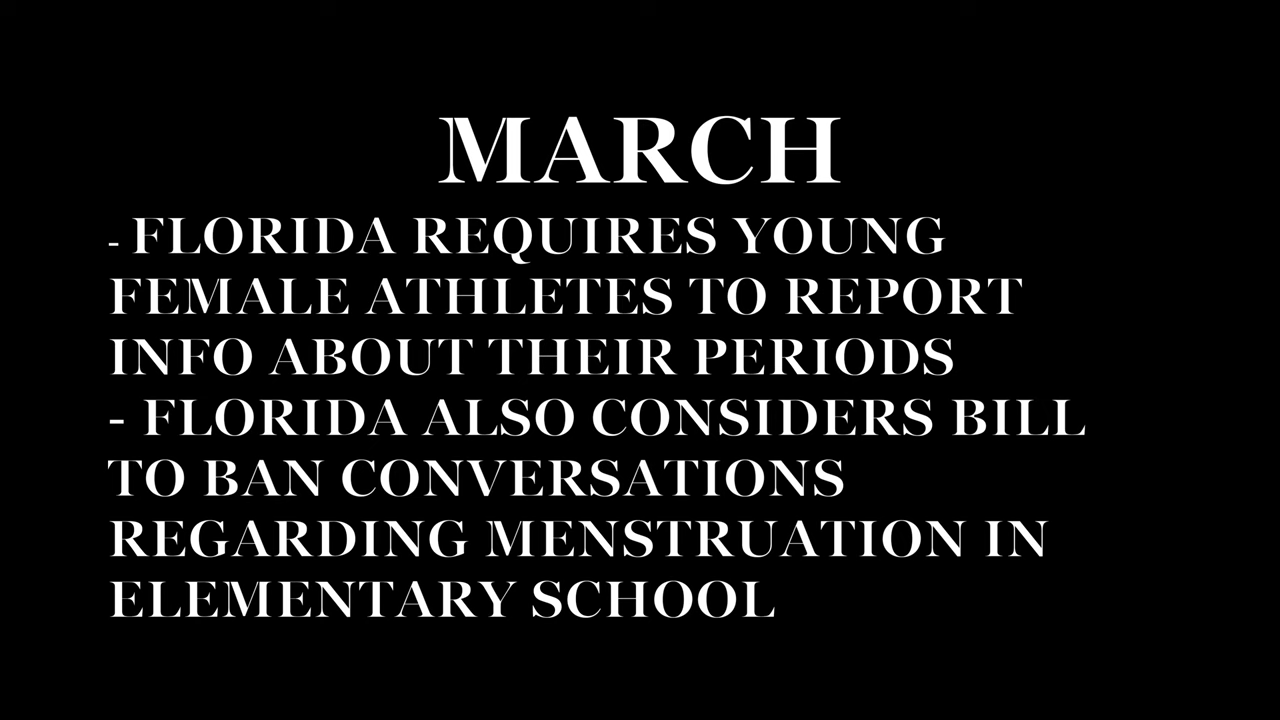 MARCH
- FLORIDA REQUIRES YOUNG
FEMALE ATHLETES TO REPORT
INFO ABOUT THEIR PERIODS
- FLORIDA ALSO CONSIDERS BILL
TO BAN CONVERSATIONS
REGARDING MENSTRUATION IN
ELEMENTARY SCHOOL